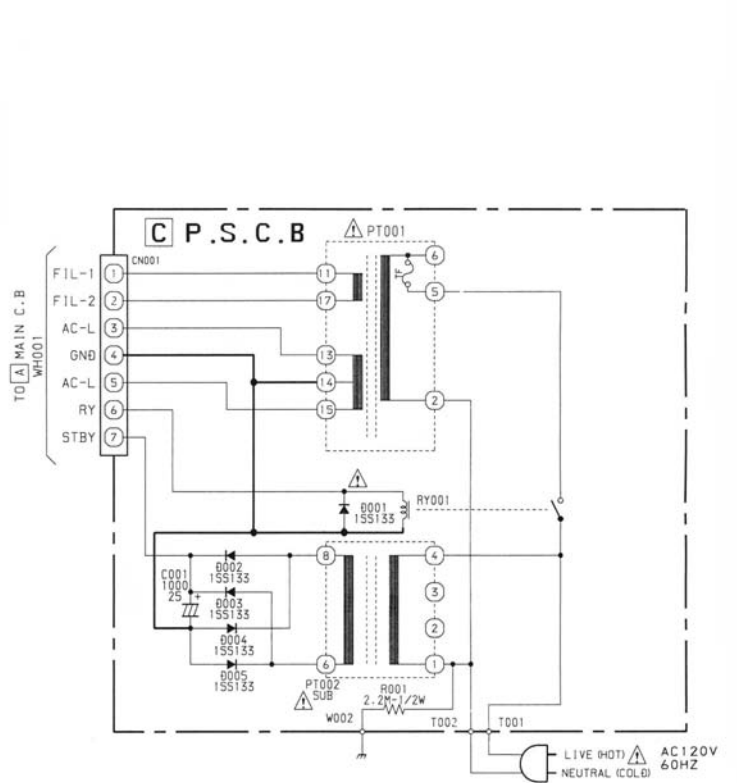 C P.S.C.B
PT001
CN001
FIL-1 1
FIL-2 2
AC-L 3
GND 4
AC-L 5
RY 6
STBY 7
TO A MAIN C.B
WH001
11
17
13
14
15
6
TF
5
2
D001
1SS133
RY001
D002
1SS133
D003
1SS133
D004
1SS133
D005
1SS133
C001
1000
25
+
8
6
4
3
2
1
PT002
SUB
R001
2.2M-1/2W
W002
T002
T001
LIVE (HOT)
NEUTRAL (COLD)
AC120V
60HZ